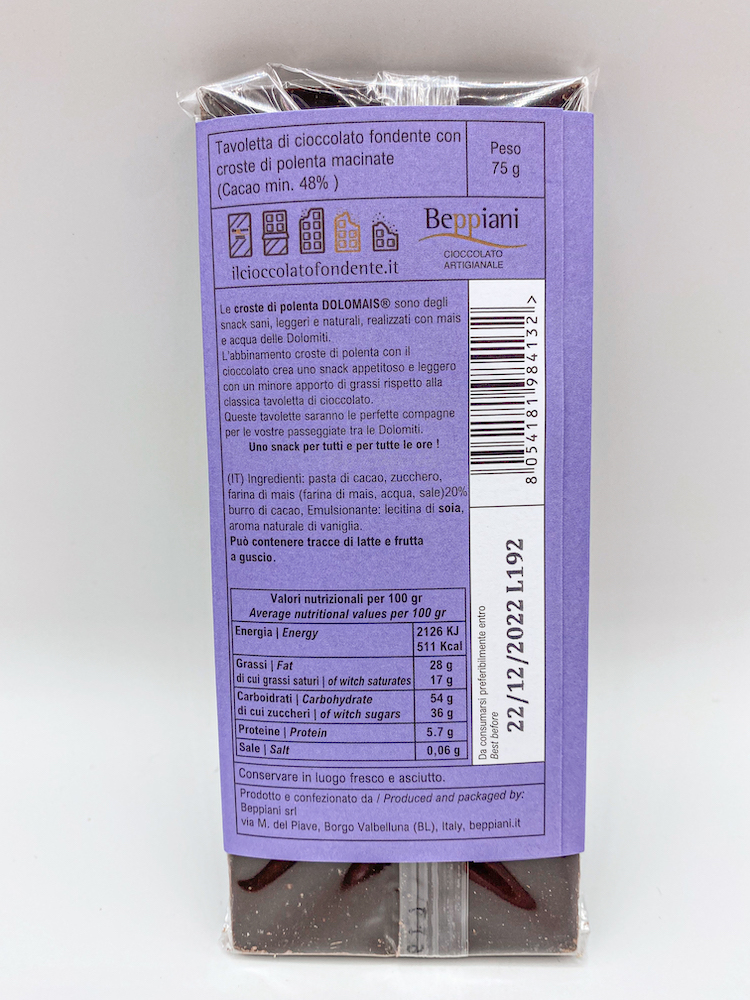 Tavoletta di cioccolato fondente con
croste di polenta macinate
(Cacao min. 48% )
Peso
75 g
ilcioccolatofondente.it
Beppiani
CIOCCOLATO
ARTIGIANALE
Le croste di polenta DOLOMAIS® sono degli
snack sani, leggeri e naturali, realizzati con mais
e acqua delle Dolomiti.
L'abbinamento croste di polenta con il
cioccolato crea uno snack appetitoso e leggero
con un minore apporto di grassi rispetto alla
classica tavoletta di cioccolato.
Queste tavolette saranno le perfette compagne
per le vostre passeggiate tra le Dolomiti.
Uno snack per tutti e per tutte le ore !
(IT) Ingredienti: pasta di cacao, zucchero,
farina di mais (farina di mais, acqua, sale)20%
burro di cacao, Emulsionante: lecitina di soia,
aroma naturale di vaniglia.
Può contenere tracce di latte e frutta
a guscio.
8 054181 984132 >
Da consumarsi preferibilmente entro
Best before
22/12/2022 L192
Valori nutrizionali per 100 gr
Average nutritional values per 100 gr
Energia | Energy 2126 KJ
511 Kcal
Grassi | Fat 28 g
di cui grassi saturi | of witch saturates 17 g
Carboidrati | Carbohydrate 54 g
di cui zuccheri | of witch sugars 36 g
Proteine | Protein 5.7 g
Sale | Salt 0,06 g
Conservare in luogo fresco e asciutto.
Prodotto e confezionato da / Produced and packaged by:
Beppiani srl
via M. del Piave, Borgo Valbelluna (BL), Italy, beppiani.it